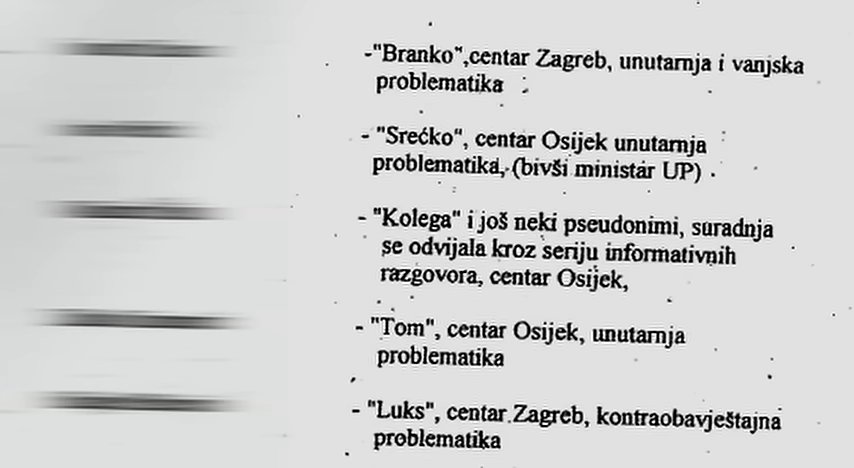 -"Branko",centar Zagreb, unutarnja i vanjska
problematika
- "Srećko", centar Osijek unutarnja
problematika, (bivši ministar UP)
- "Kolega" i još neki pseudonimi, suradnja
se odvijala kroz seriju informativnih
razgovora, centar Osijek,
- "Tom", centar Osijek, unutarnja
problematika
- "Luks", centar Zagreb, kontraobavještajna
problematika